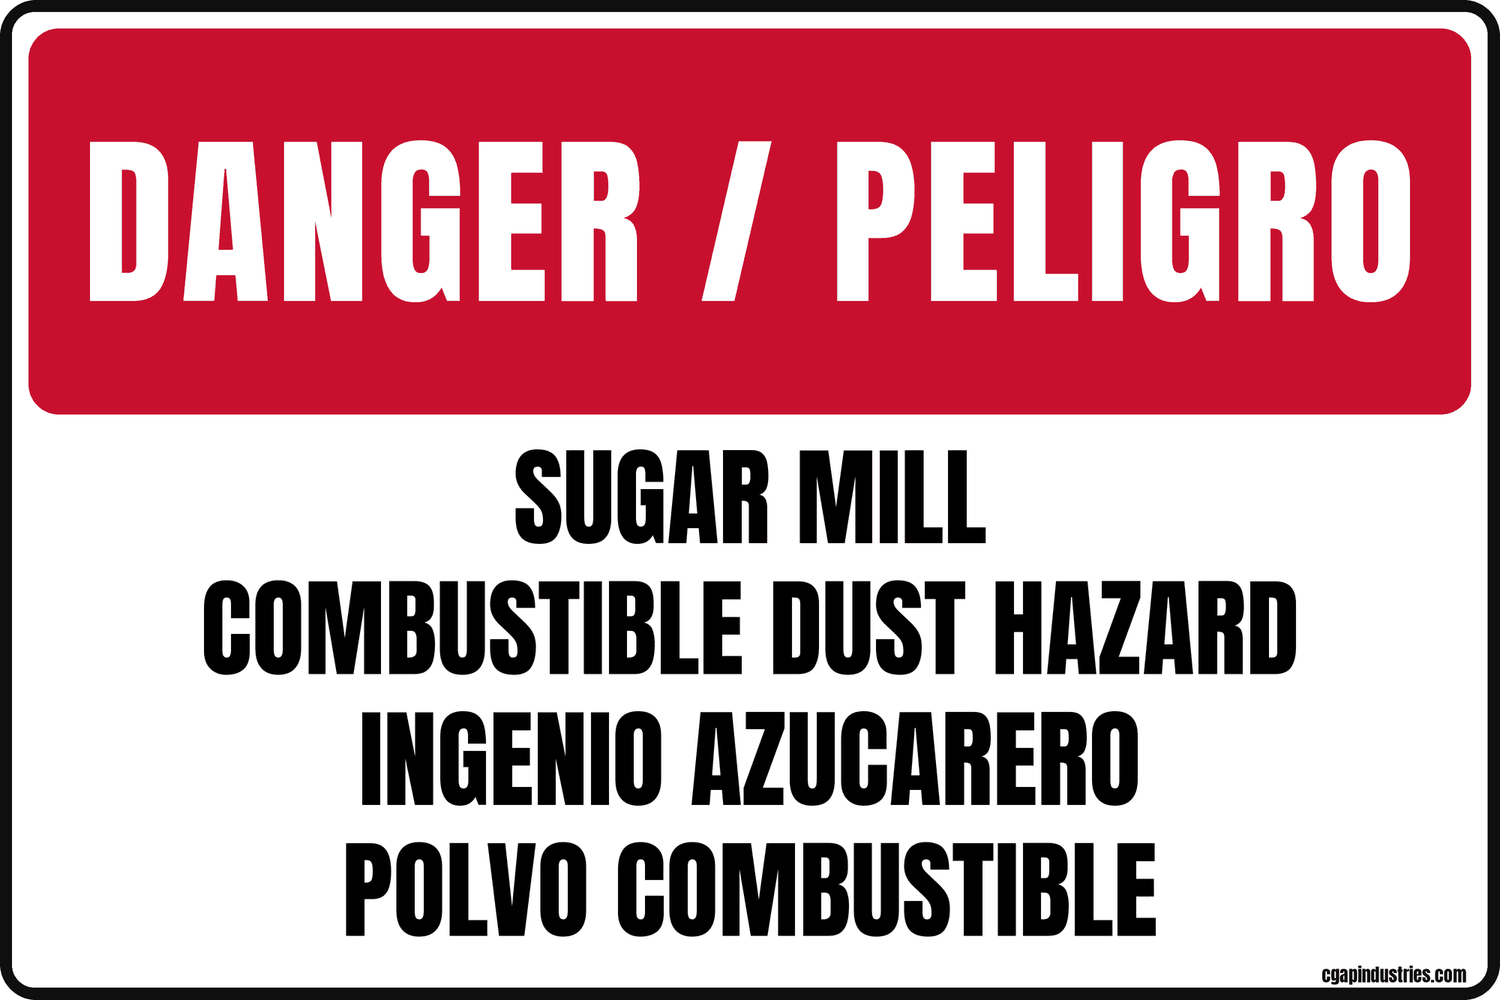 DANGER / PELIGRO
SUGAR MILL
COMBUSTIBLE DUST HAZARD
INGENIO AZUCARERO
POLVO COMBUSTIBLE
cgapindustries.com